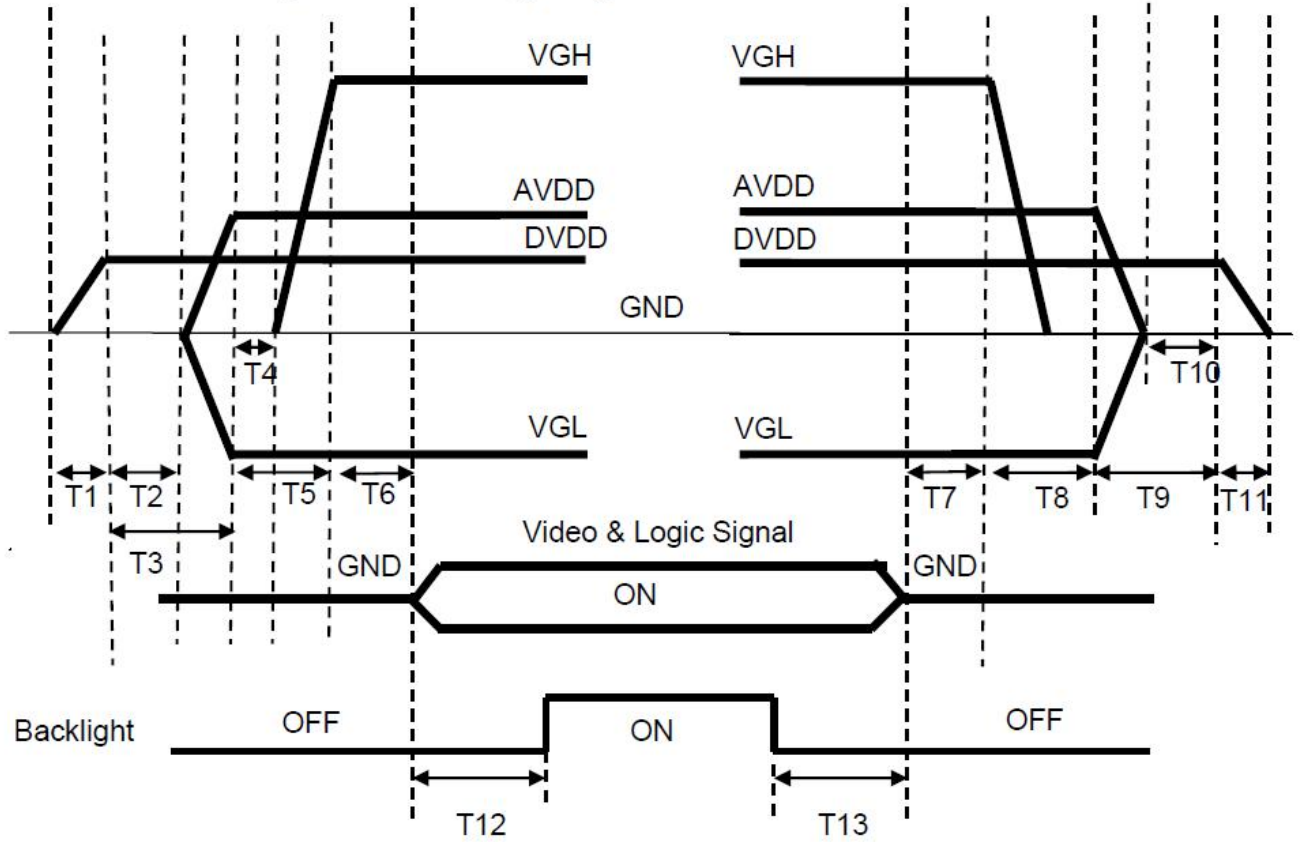 VGH
VGH
AVDD
AVDD
DVDD
DVDD
GND
T4
T10
VGL
VGL
T1
T2
T5
T6
T7
T8
T9
T11
T3
Video & Logic Signal
GND
GND
ON
Backlight
OFF
ON
OFF
T12
T13